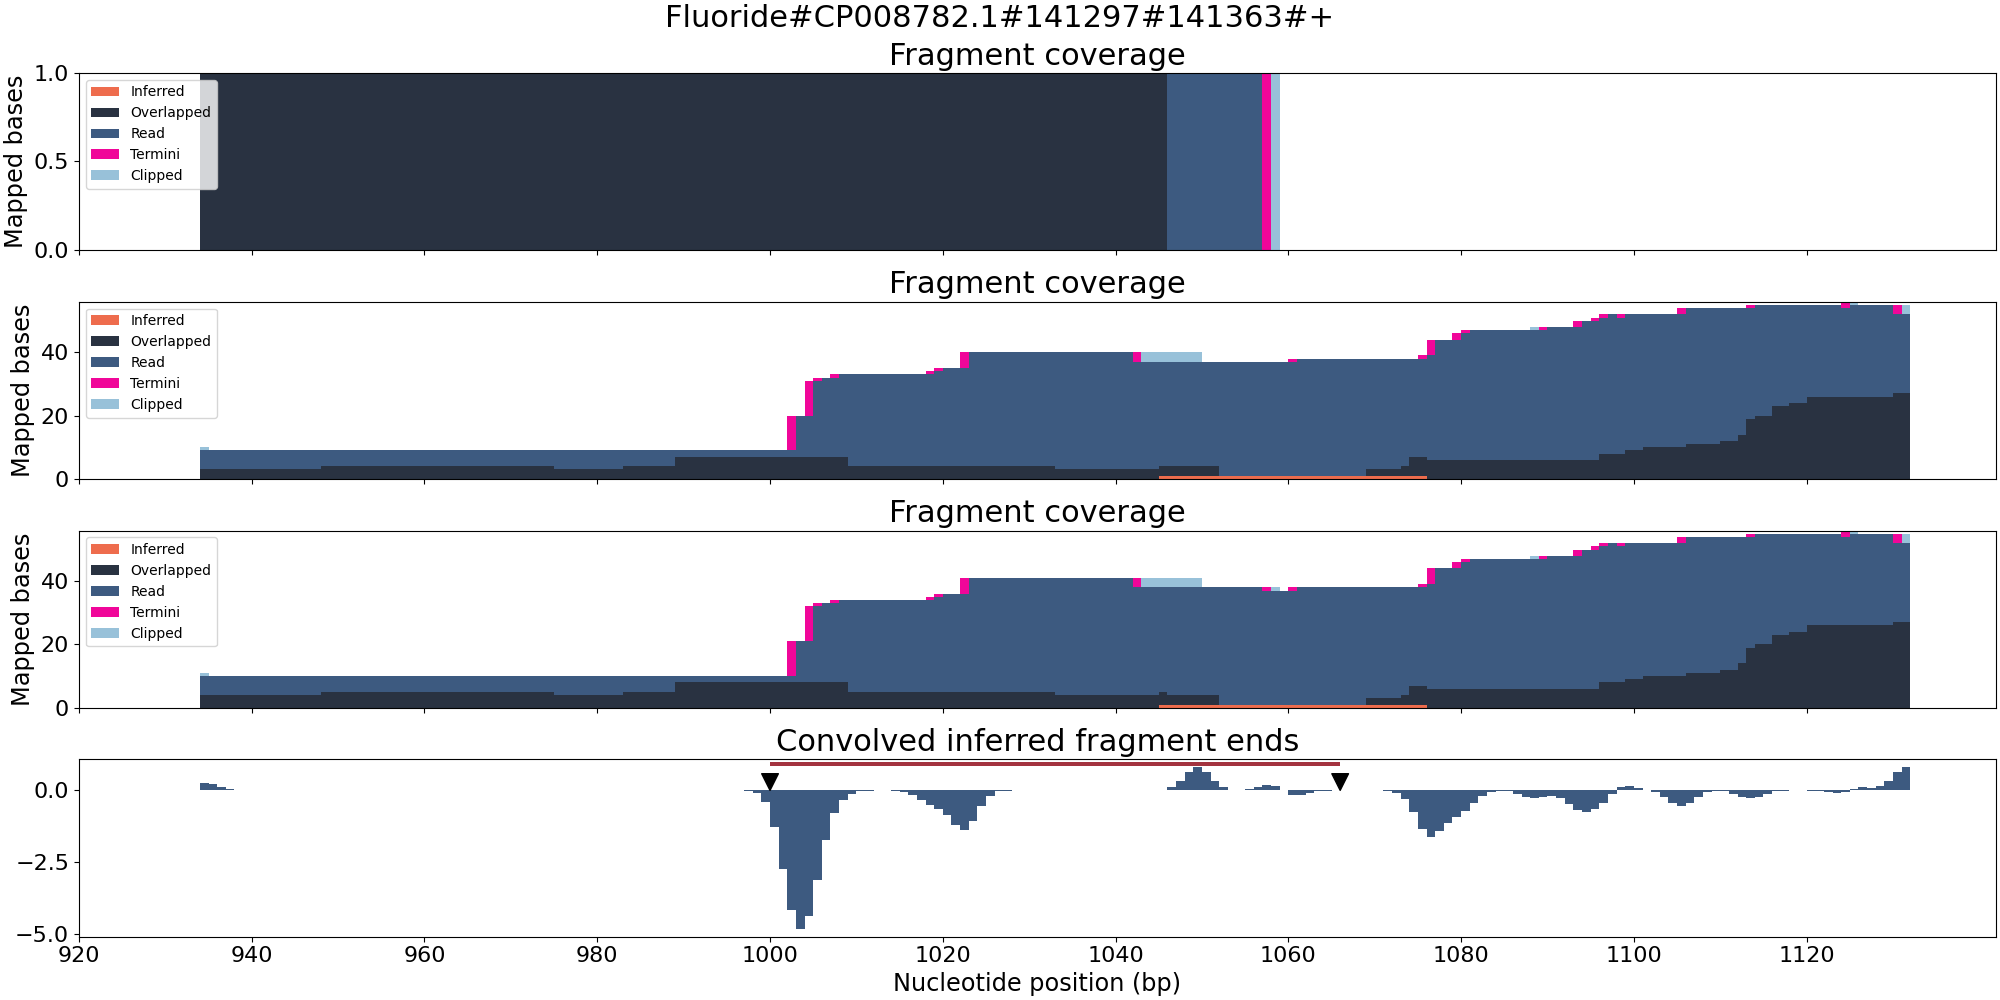 Fluoride#CP008782.1#141297#141363#+
Fragment coverage
Mapped bases
1.0
0.5
0.0
Inferred
Overlapped
Read
Termini
Clipped
Fragment coverage
Mapped bases
40
20
0
Inferred
Overlapped
Read
Termini
Clipped
Fragment coverage
Mapped bases
40
20
0
Inferred
Overlapped
Read
Termini
Clipped
Convolved inferred fragment ends
0.0
−2.5
−5.0
920 940 960 980 1000 1020 1040 1060 1080 1100 1120
Nucleotide position (bp)